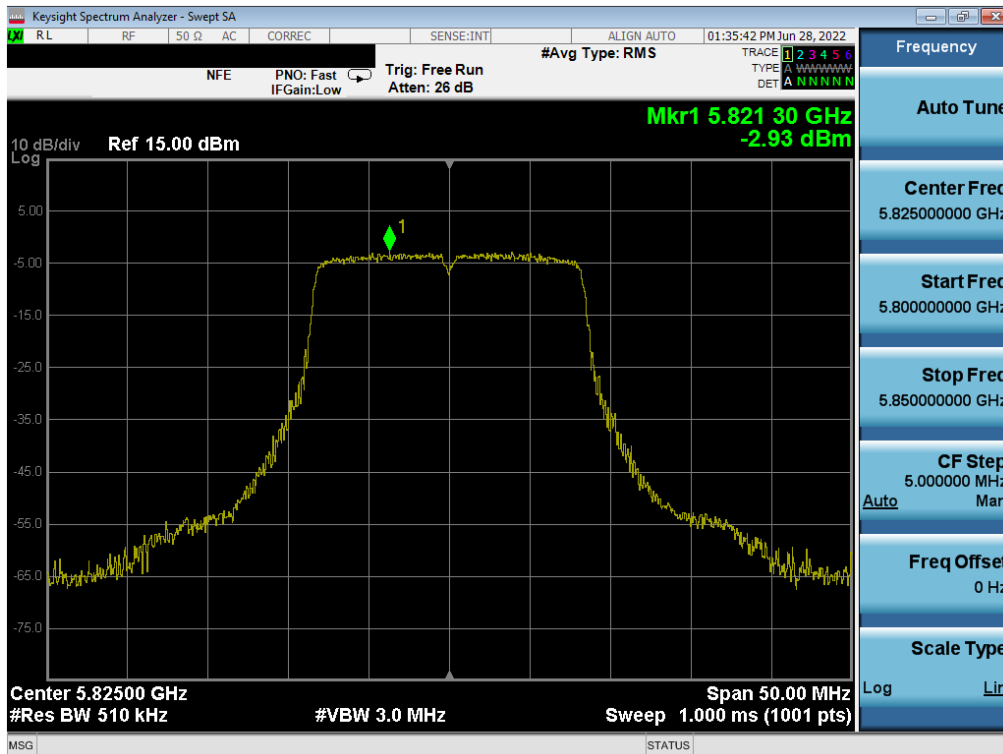 Keysight Spectrum Analyzer - Swept SA
LXI RL RF 50 Ω AC CORREC SENSE:INT ALIGN AUTO 01:35:42 PM Jun 28, 2022
NFE PNO: Fast IFGain:Low Trig: Free Run Atten: 26 dB #Avg Type: RMS
TRACE 1 2 3 4 5 6
TYPE A WWWWW
DET A N N N N N
Mkr1 5.821 30 GHz
-2.93 dBm
10 dB/div Ref 15.00 dBm
Log
5.00
-5.00
-15.0
-25.0
-35.0
-45.0
-55.0
-65.0
-75.0
1
Center 5.82500 GHz Span 50.00 MHz
#Res BW 510 kHz #VBW 3.0 MHz Sweep 1.000 ms (1001 pts)
MSG STATUS
Frequency
Auto Tune
Center Freq
5.825000000 GHz
Start Freq
5.800000000 GHz
Stop Freq
5.850000000 GHz
CF Step
5.000000 MHz
Auto Man
Freq Offset
0 Hz
Scale Type
Log Lin